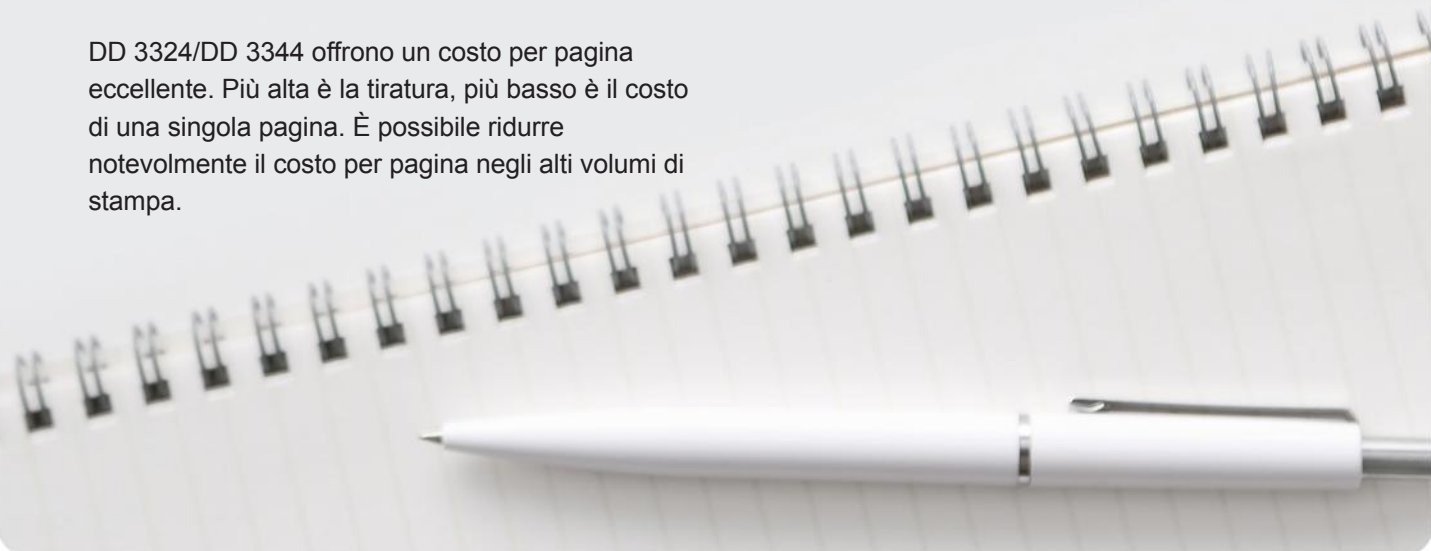 DD 3324/DD 3344 offrono un costo per pagina
eccellente. Più alta è la tiratura, più basso è il costo
di una singola pagina. È possibile ridurre
notevolmente il costo per pagina negli alti volumi di
stampa.